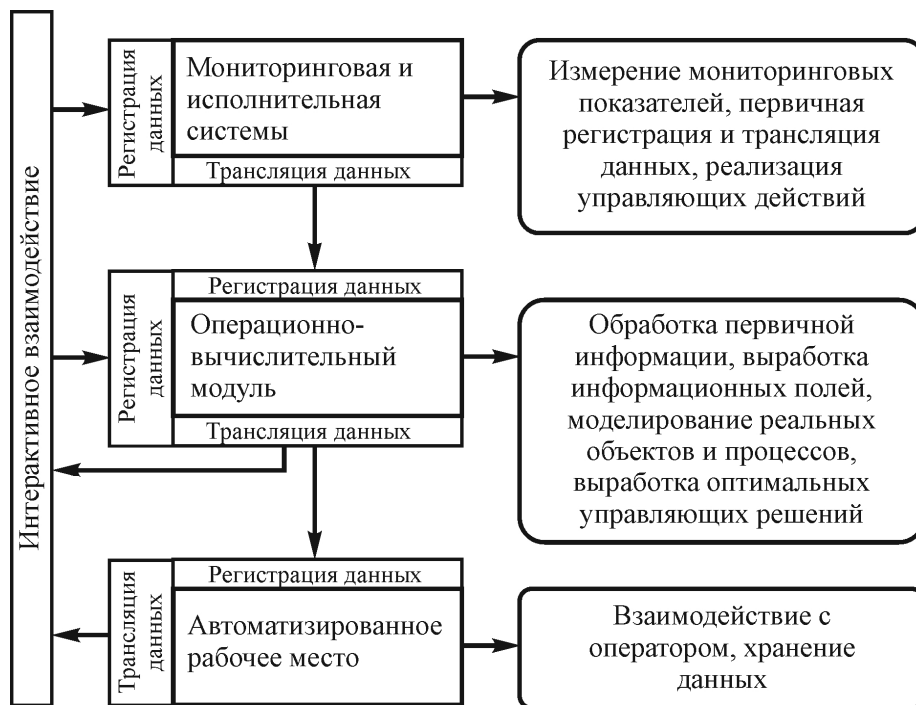 Интерактивное взаимодействие
Регистрация
данных
Мониторинговая и
исполнительная
системы
Трансляция данных
Измерение мониторинговых
показателей, первичная
регистрация и трансляция
данных, реализация
управляющих действий
Регистрация данных
Регистрация
данных
Операционно-
вычислительный
модуль
Трансляция данных
Обработка первичной
информации, выработка
информационных полей,
моделирование реальных
объектов и процессов,
выработка оптимальных
управляющих решений
Регистрация данных
Трансляция
данных
Автоматизированное
рабочее место
Взаимодействие с
оператором, хранение
данных